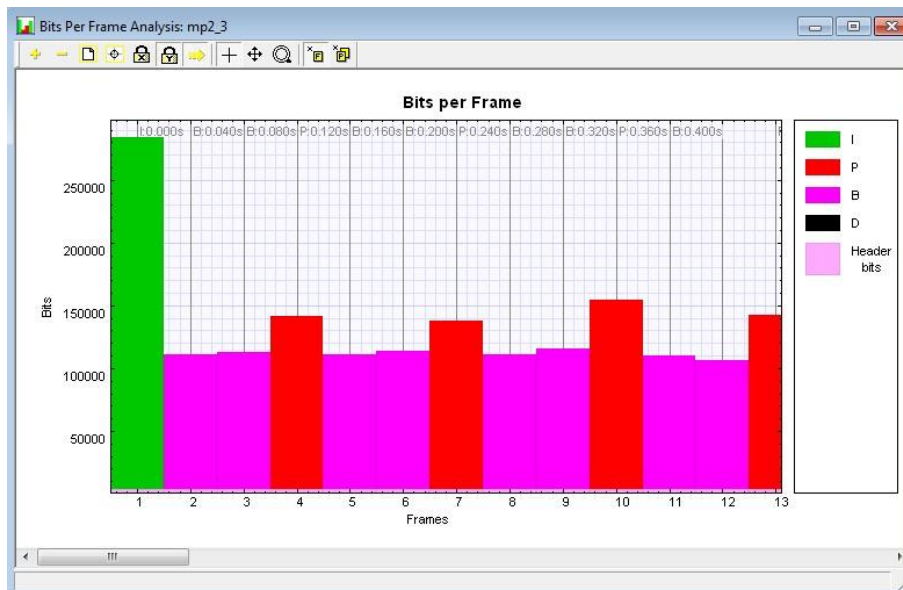 Bits Per Frame Analysis: mp2_3
Bits per Frame
I:0.000s B:0.040s B:0.080s P:0.120s B:0.160s B:0.200s P:0.240s B:0.280s B:0.320s P:0.360s B:0.400s
250000
200000
150000
100000
50000
Bits
1 2 3 4 5 6 7 8 9 10 11 12 13
Frames
I
P
B
D
Header
bits